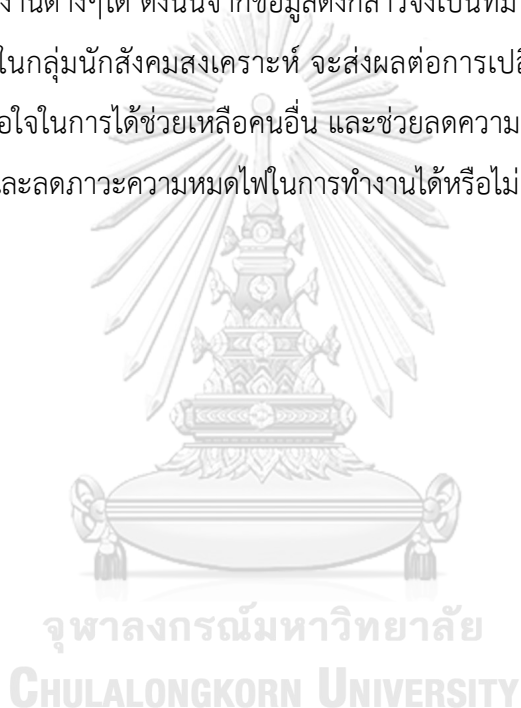 งานต่างๆได้ ดังนั้นจากข้อมูลดังกล่าวจึงเป็นที่ม
ในกลุ่มนักสังคมสงเคราะห์ จะส่งผลต่อการเปลี
อใจในการได้ช่วยเหลือคนอื่น และช่วยลดความ
และลดภาวะความหมดไฟในการทำงานได้หรือไม่
จุฬาลงกรณ์มหาวิทยาลัย
CHULALONGKORN UNIVERSITY